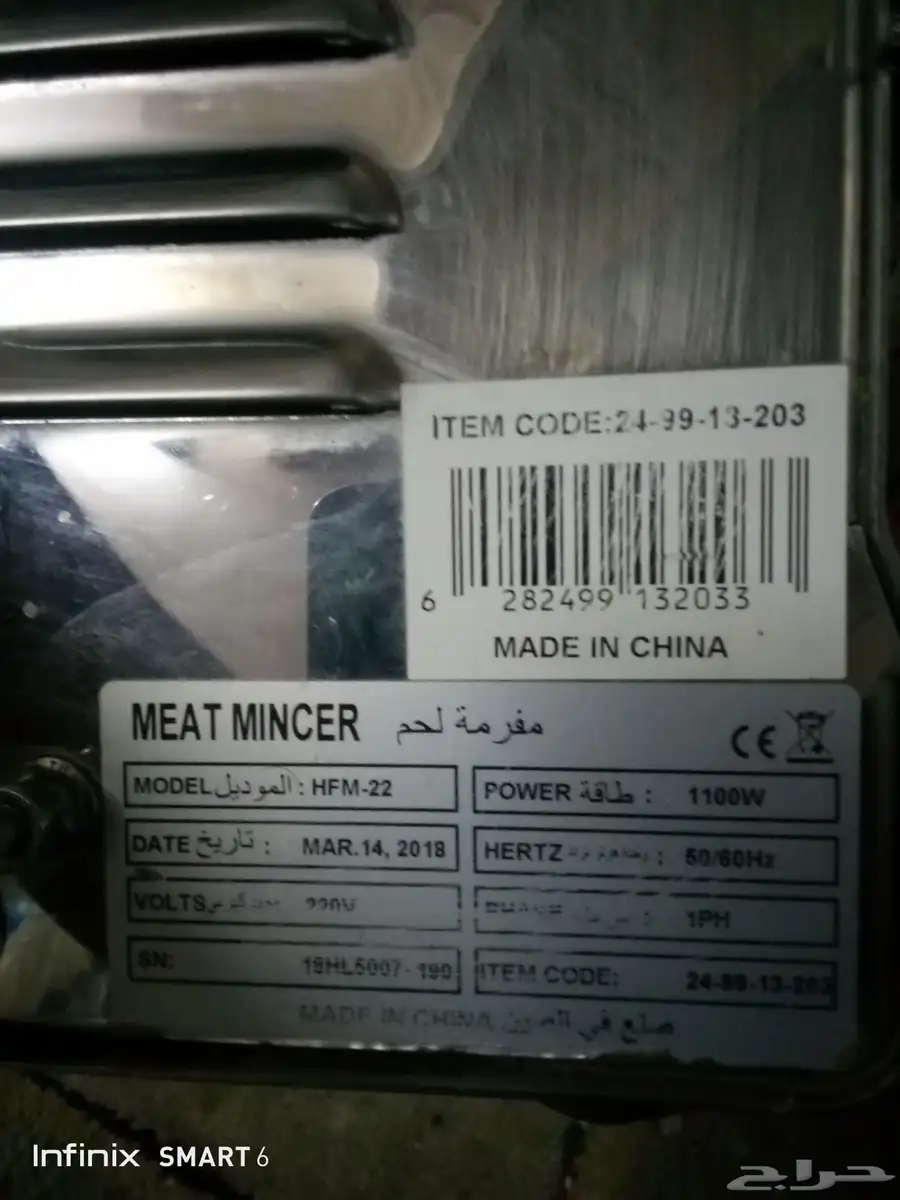 ITEM CODE:24-99-13-203
6 282499 132033
MADE IN CHINA
MEAT MINCER مفرمة لحم
CE
MODEL الموديل : HFM-22
POWER طاقة : 1100W
DATE تاريخ : MAR.14, 2018
HERTZ : 50/60Hz
VOLTS 220V
: 1PH
SN: 18HL5007-190
ITEM CODE: 24-99-13-203
MADE IN CHINA صنع في الصين
Infinix SMART 6
حراج